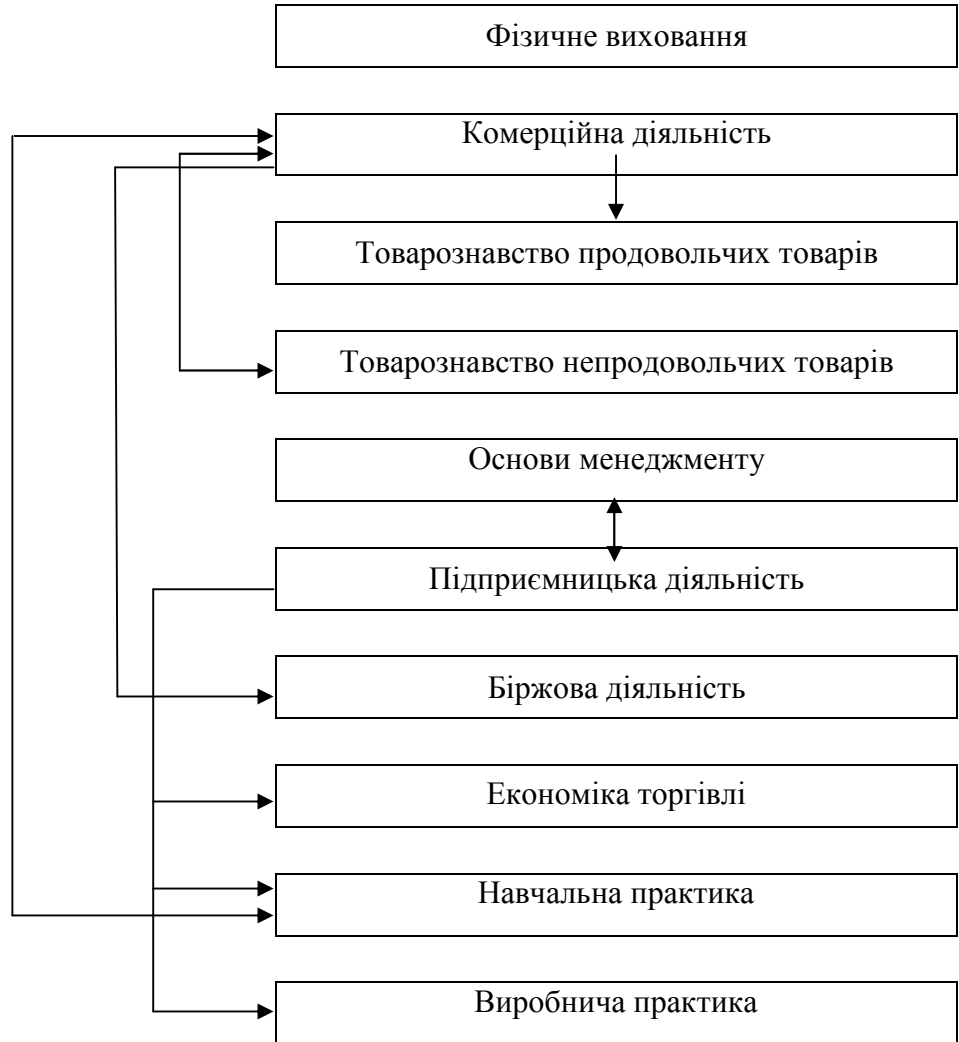 Фізичне виховання
Комерційна діяльність
Товарознавство продовольчих товарів
Товарознавство непродовольчих товарів
Основи менеджменту
Підприємницька діяльність
Біржова діяльність
Економіка торгівлі
Навчальна практика
Виробнича практика